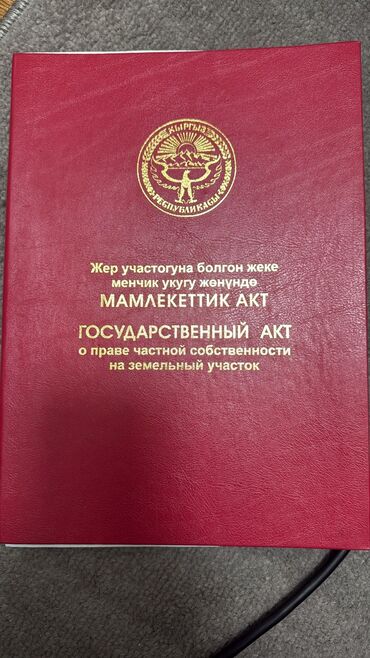 КЫРГЫЗ
РЕСПУБЛИКАСЫ
Жер участогуна болгон жеке
менчик укугу жөнүндө
МАМЛЕКЕТТИК АКТ
ГОСУДАРСТВЕННЫЙ АКТ
о праве частной собственности
на земельный участок